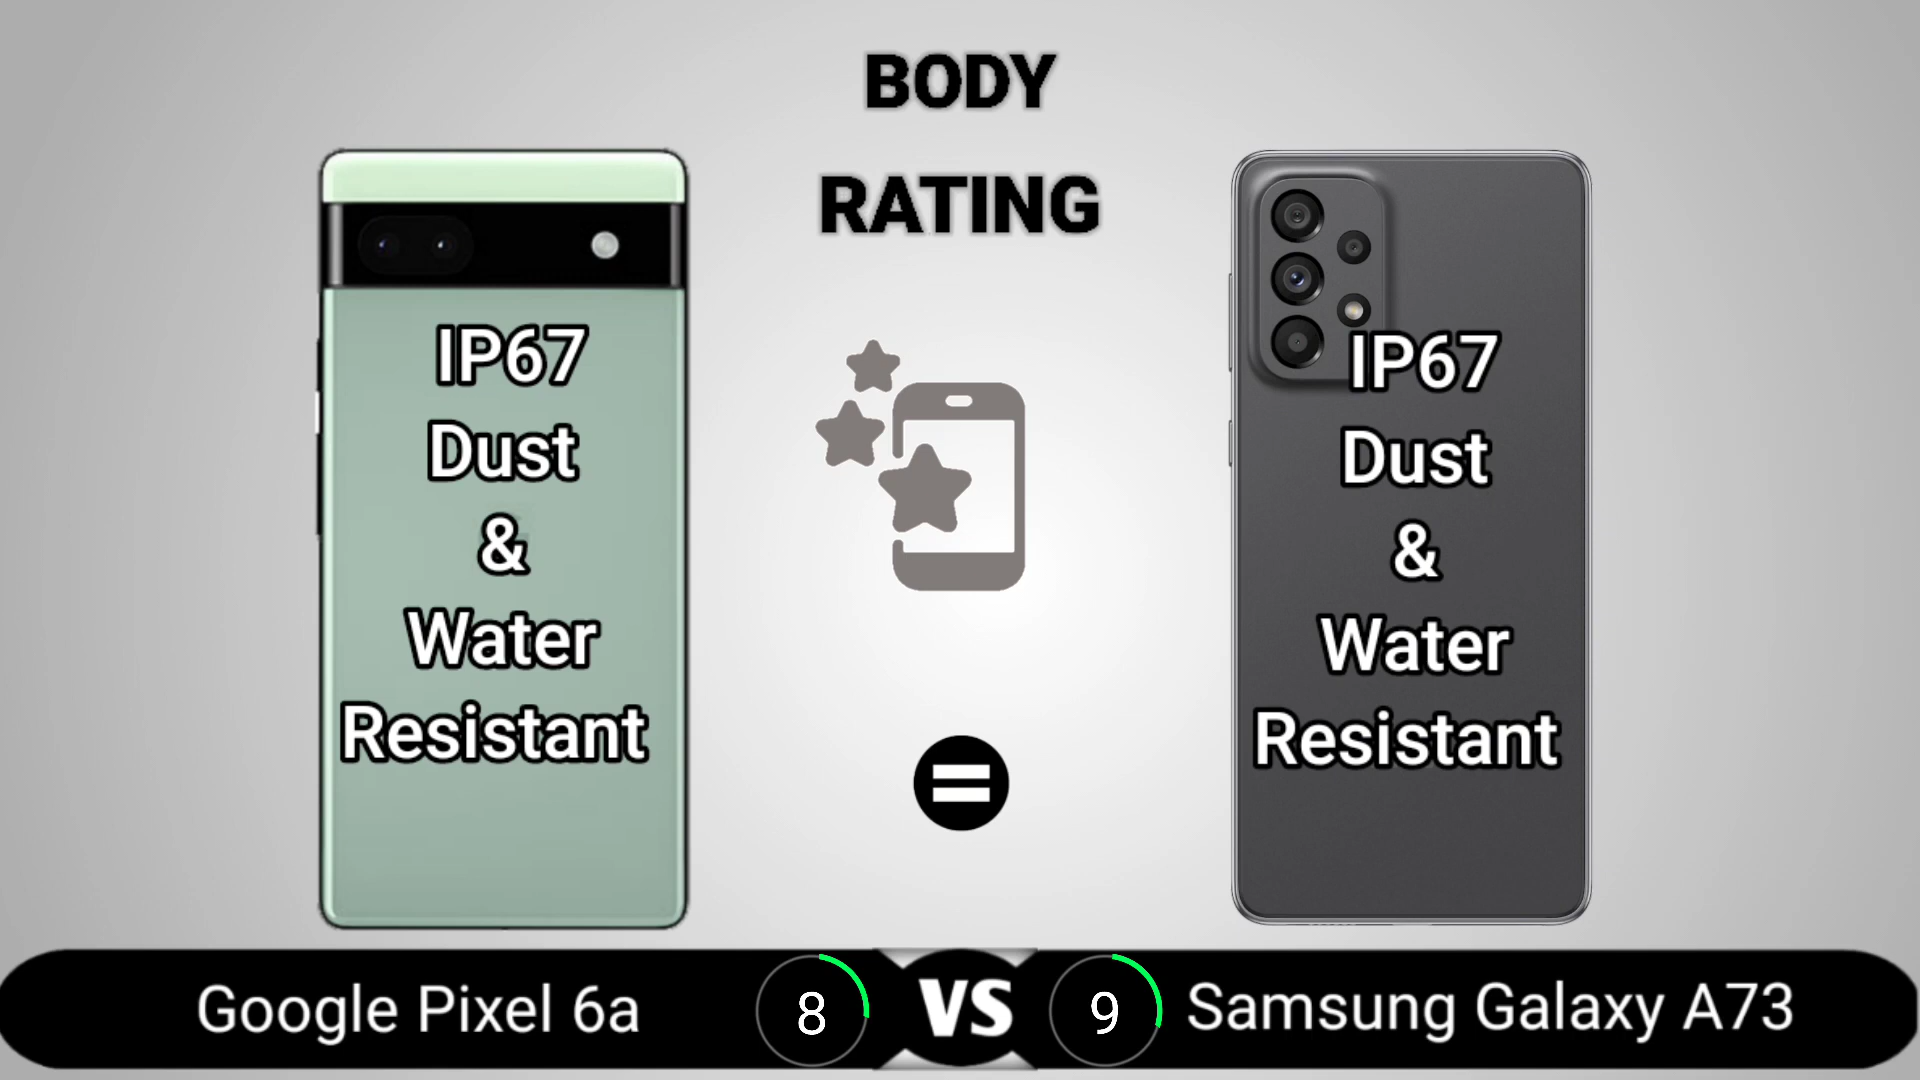 BODY
RATING
IP67
Dust
&
Water
Resistant
IP67
Dust
&
Water
Resistant
Google Pixel 6a
8
VS
9
Samsung Galaxy A73